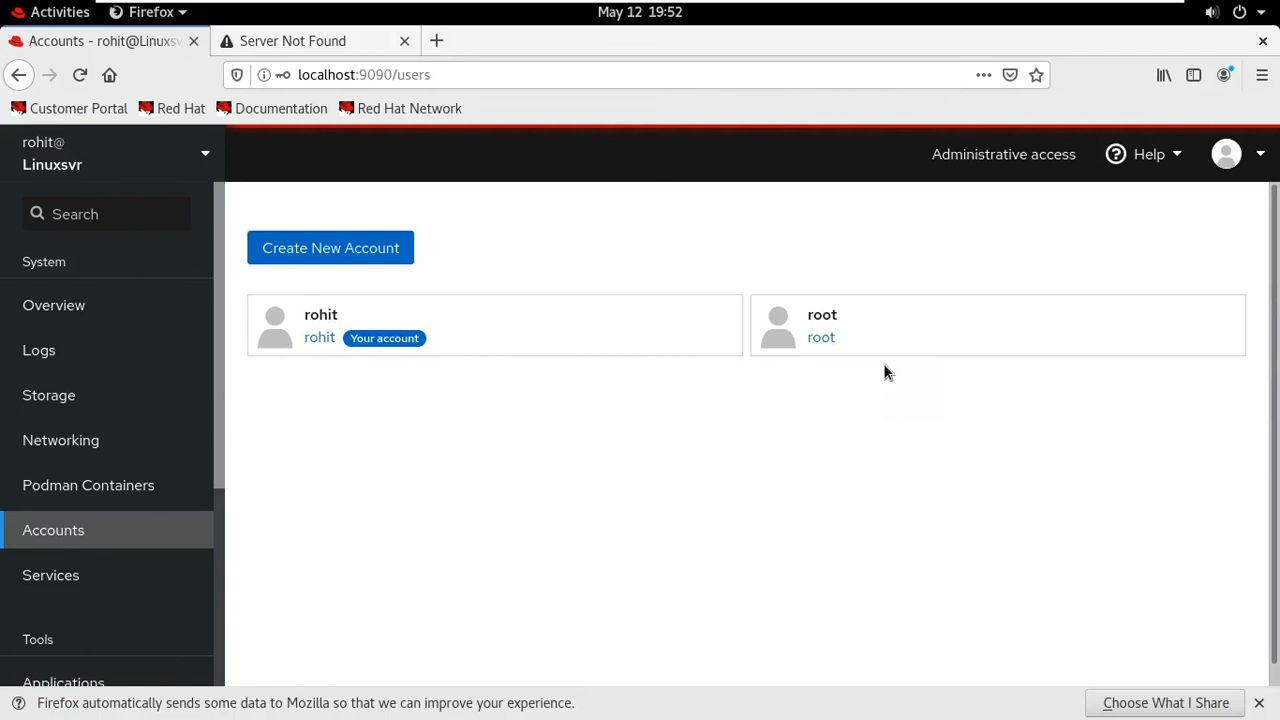 Activities Firefox May 12 19:52
Accounts - rohit@Linuxsv Server Not Found
localhost:9090/users
Customer Portal Red Hat Documentation Red Hat Network
rohit@
Linuxsvr
Administrative access Help
Search
Create New Account
System
Overview
rohit
rohit Your account
root
root
Logs
Storage
Networking
Podman Containers
Accounts
Services
Tools
Applications
Firefox automatically sends some data to Mozilla so that we can improve your experience. Choose What I Share